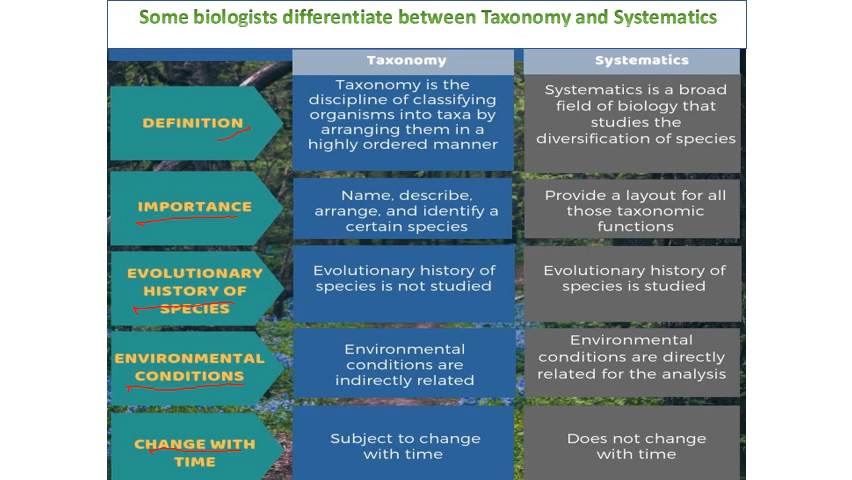 Some biologists differentiate between Taxonomy and Systematics
Taxonomy
Systematics
DEFINITION
Taxonomy is the
discipline of classifying
organisms into taxa by
arranging them in a
highly ordered manner
Systematics is a broad
field of biology that
studies the
diversification of species
IMPORTANCE
Name, describe,
arrange, and identify a
certain species
Provide a layout for all
those taxonomic
functions
EVOLUTIONARY
HISTORY OF
SPECIES
Evolutionary history of
species is not studied
Evolutionary history of
species is studied
ENVIRONMENTAL
CONDITIONS
Environmental
conditions are
indirectly related
Environmental
conditions are directly
related for the analysis
CHANGE WITH
TIME
Subject to change
with time
Does not change
with time